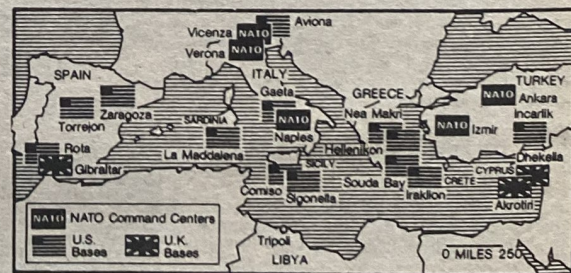 Aviona
Vicenza NATO
Verona NATO
SPAIN
ITALY
Gaeta
GREECE
TURKEY
NATO Ankara
Zaragoza
Torrejon
SARDINIA
NATO
Naples
Nea Makri
Incarlik
NATO Izmir
Rota
La Maddalena
Hellenikon
Dhekelia
Gibraltar
SICILY
CYPRUS
Comiso
Souda Bay
CRETE
Sigonella
Iraklion
Akrotiri
NATO NATO Command Centers
U.S. Bases
U.K. Bases
Tripoli
LIBYA
0 MILES 250